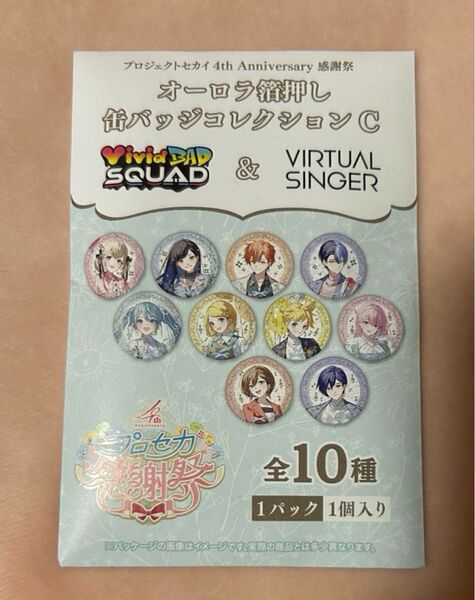 プロジェクトセカイ 4th Anniversary 感謝祭
オーロラ箔押し
缶バッジコレクション C
Vivid BAD SQUAD & VIRTUAL SINGER
4th
Anniversary
プロセカ
感謝祭
全10種
1パック 1個入り
※パッケージの画像はイメージです。実際の商品とは多少異なります。